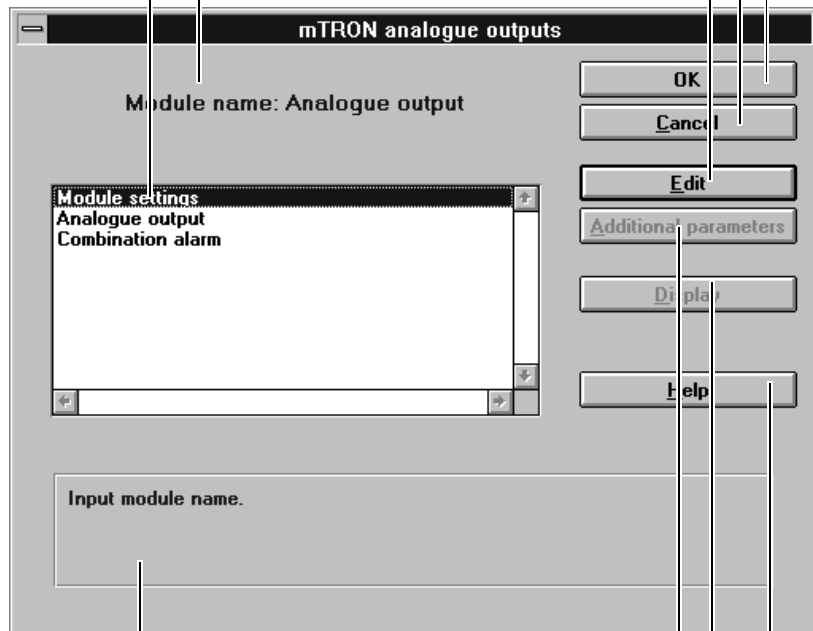 mTRON analogue outputs
Module name: Analogue output
OK
Cancel
Module settings
Analogue output
Combination alarm
Edit
Additional parameters
Display
Help
Input module name.